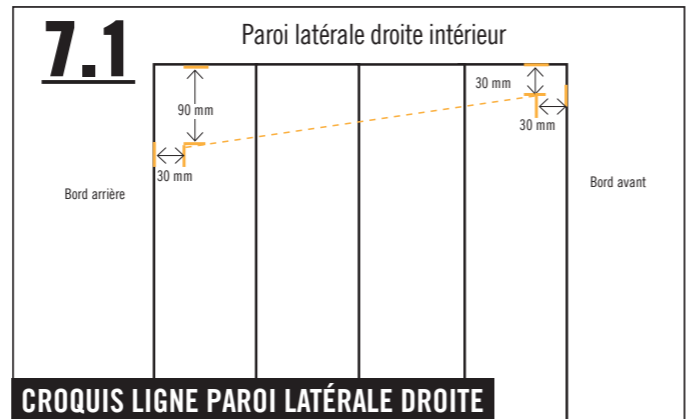 7.1
Paroi latérale droite intérieur
30 mm
90 mm
30 mm
30 mm
Bord arrière
Bord avant
CROQUIS LIGNE PAROI LATÉRALE DROITE